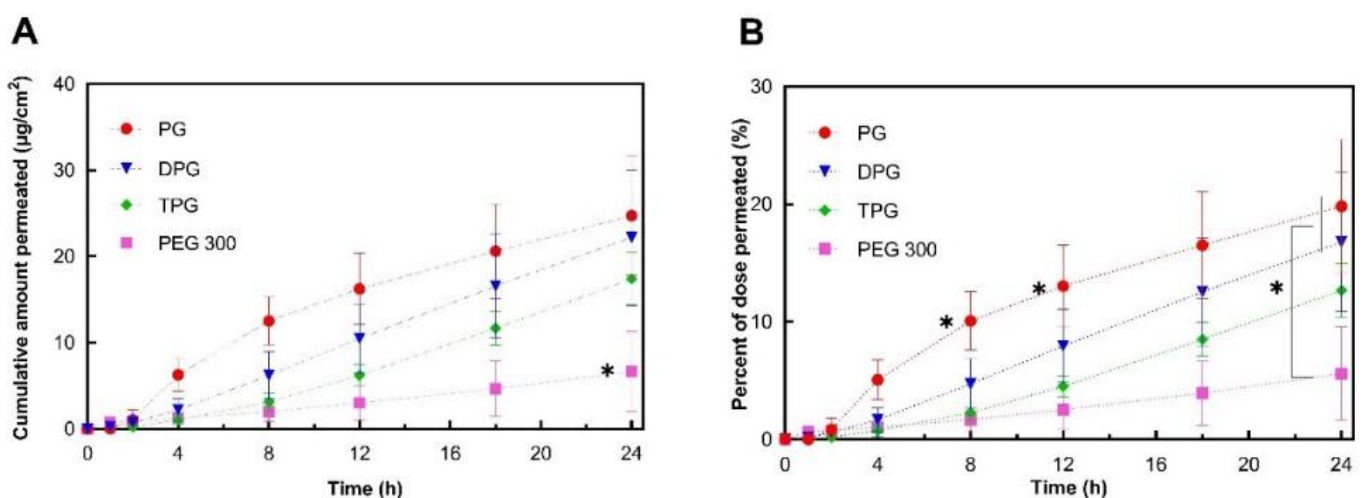 A
Cumulative amount permeated (µg/cm²)
40
30
20
10
0
PG
DPG
TPG
PEG 300
*
0
4
8
12
16
20
24
Time (h)
B
Percent of dose permeated (%)
30
20
10
0
PG
DPG
TPG
PEG 300
*
*
*
0
4
8
12
16
20
24
Time (h)